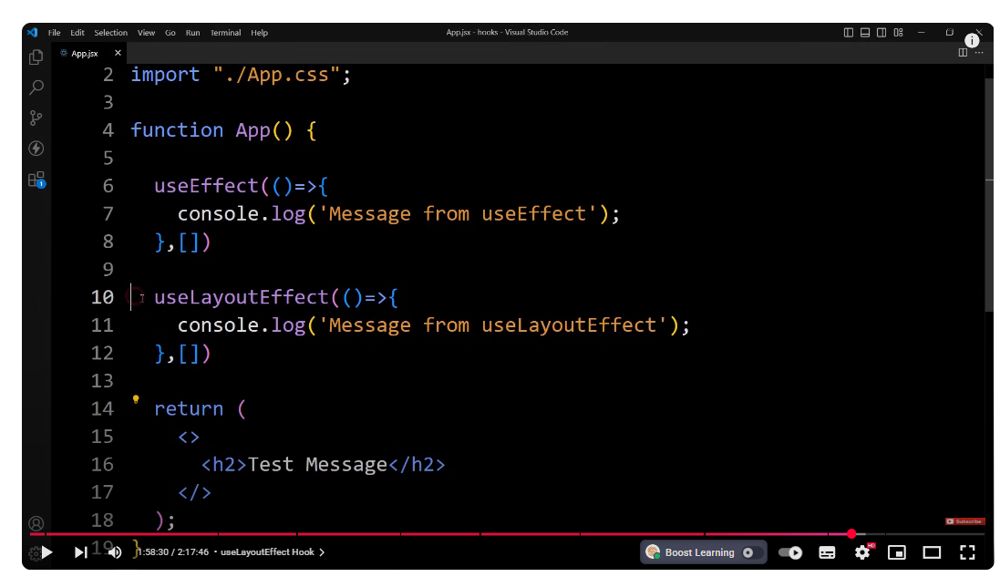 File Edit Selection View Go Run Terminal Help App.jsx - hooks - Visual Studio Code
App.jsx
2 import "./App.css";
3
4 function App() {
5
6 useEffect(()=>{
7 console.log('Message from useEffect');
8 },[])
9
10 useLayoutEffect(()=>{
11 console.log('Message from useLayoutEffect');
12 },[])
13
14 return (
15 <>
16 <h2>Test Message</h2>
17 </>
18 );
Subscribe
19 }
1:58:30 / 2:17:46 • useLayoutEffect Hook
Boost Learning
HD
1